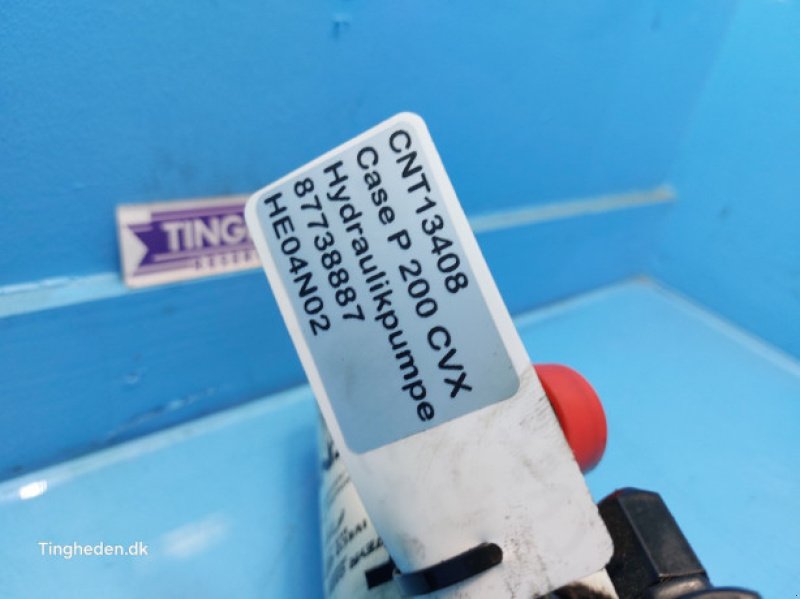 CNT13408
Case P 200 CVX
Hydraulikpumpe
87738887
HE04N02
TING
Tingheden.dk